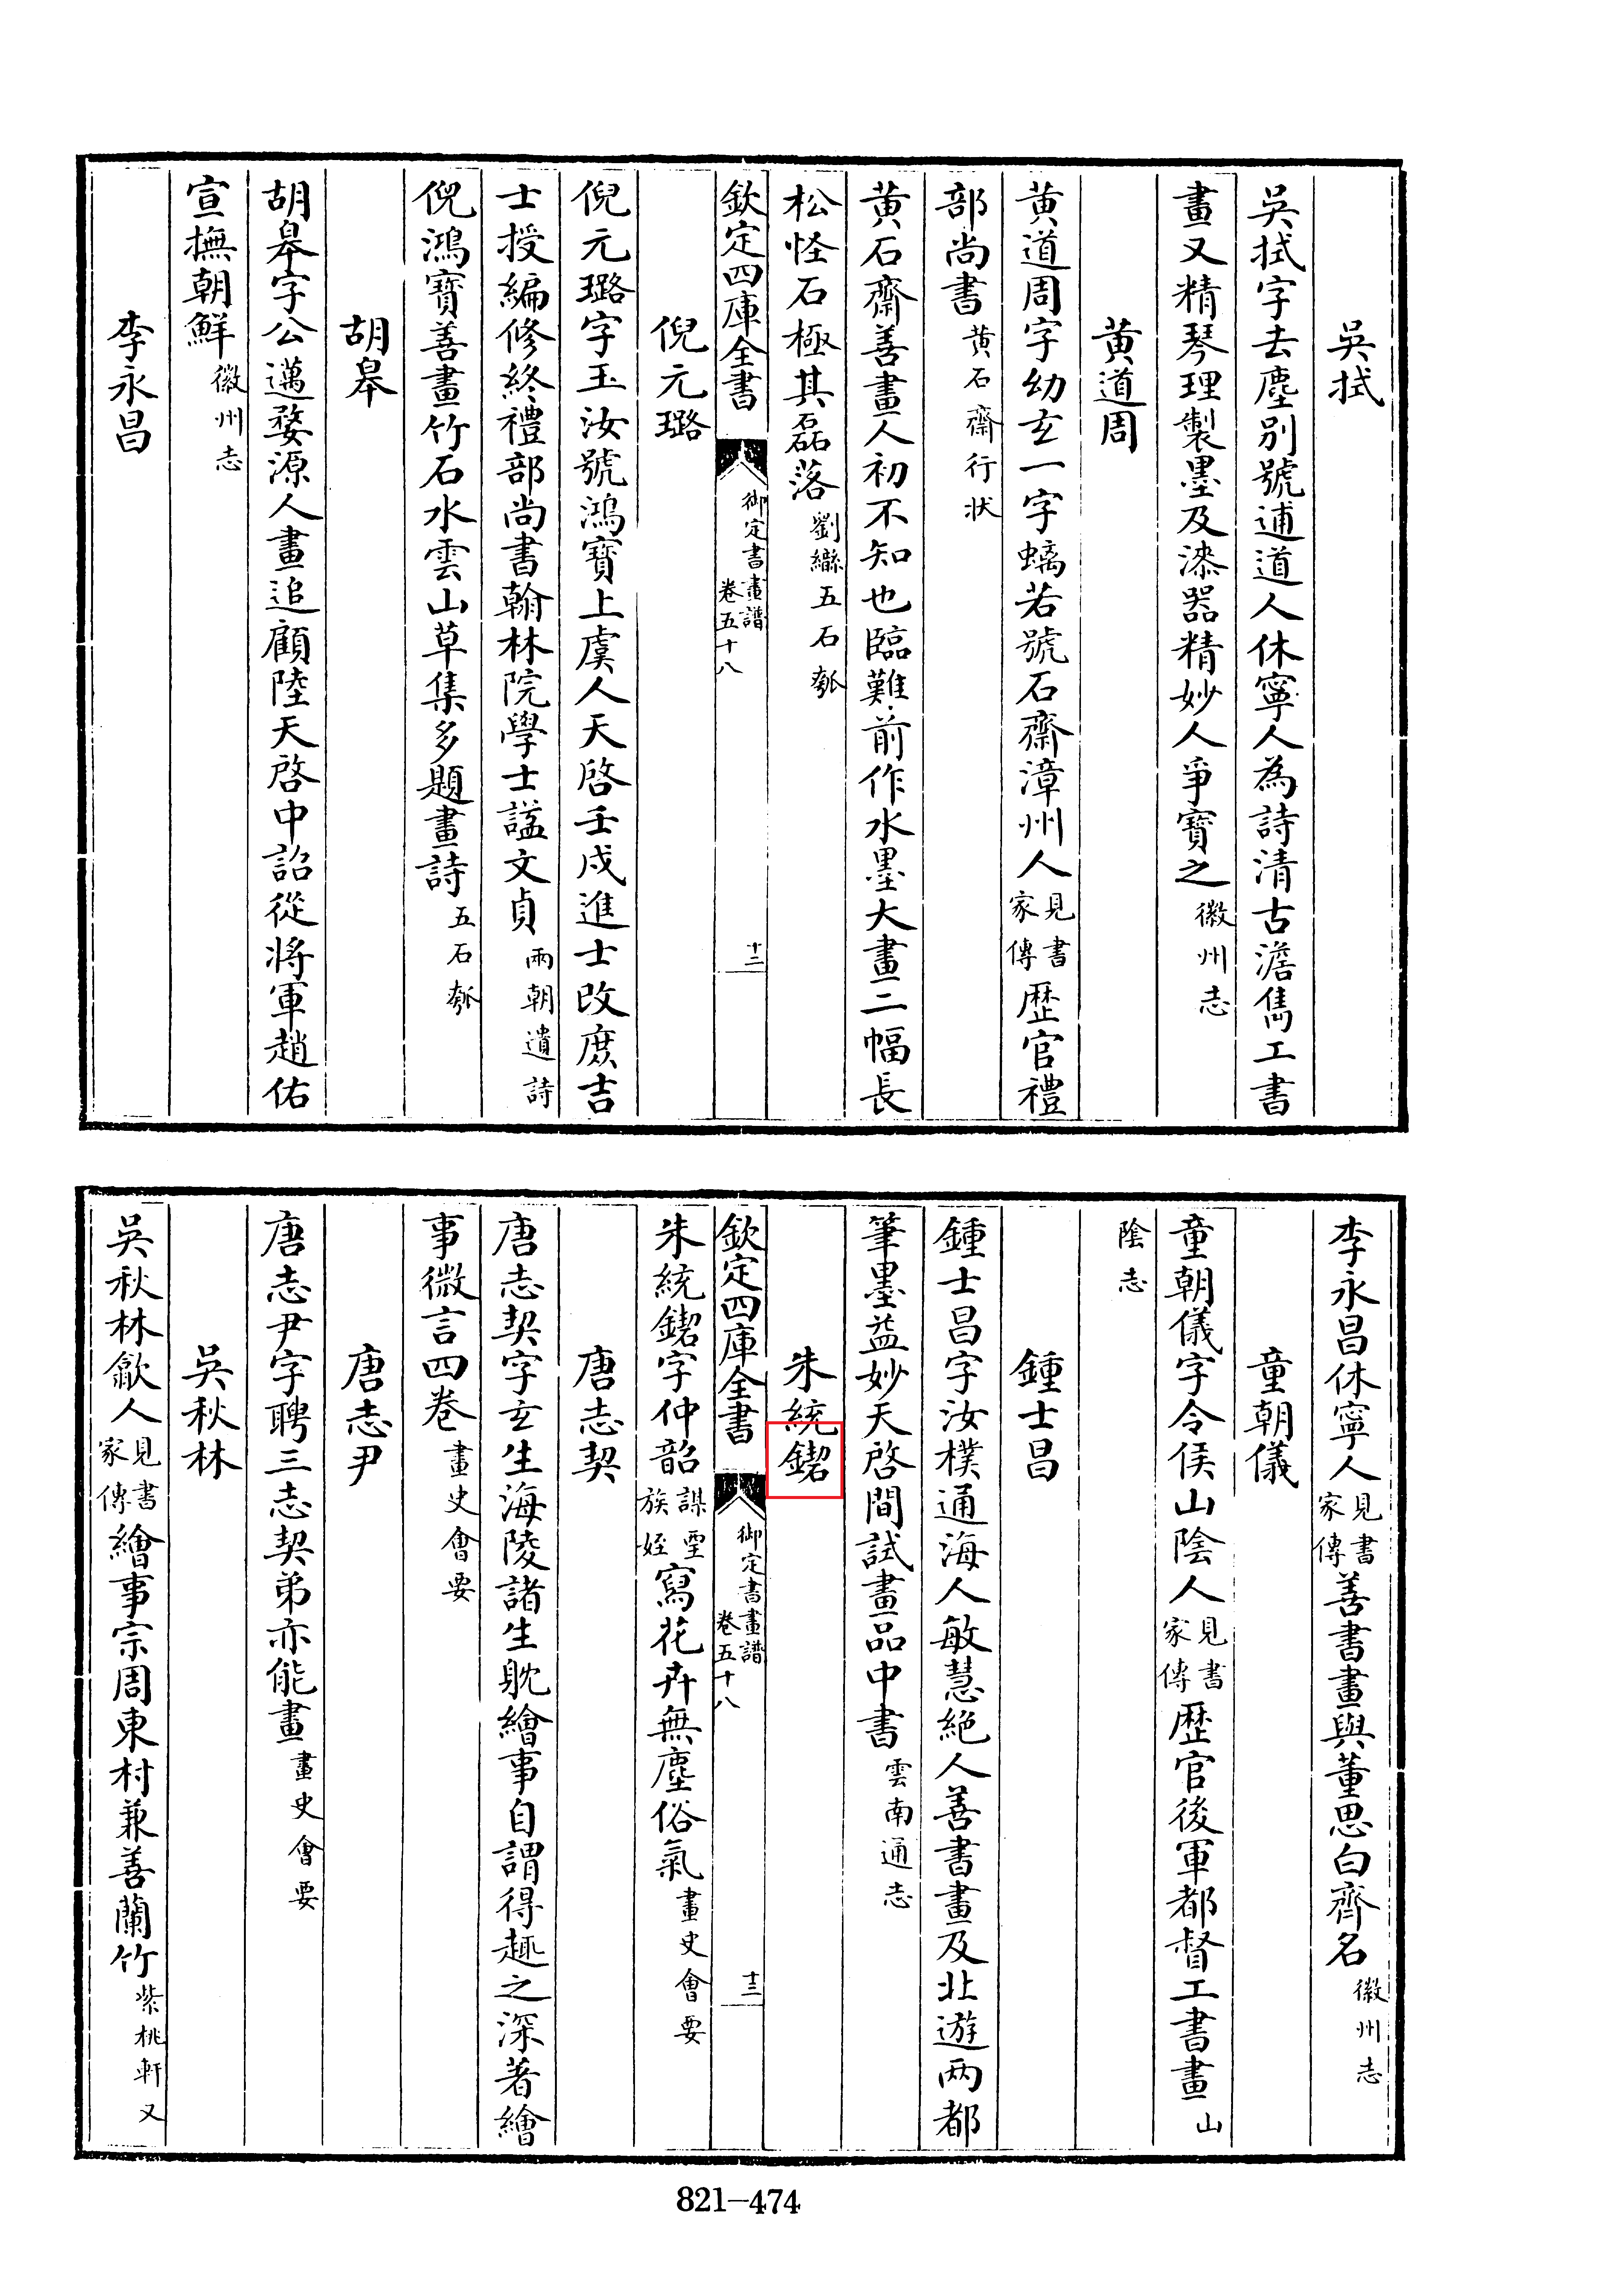 吳拭
吳拭字去塵别號逋道人休寧人為詩清古澹雋工書
畫又精琴理製墨及漆器精妙人爭寶之徽州志
黄道周
黄道周字幼玄一字螭若號石齋漳州人見書家傳歷官禮
部尚書黄石齋行狀
黄石齋善畫人初不知也臨難前作水墨大畫二幅長
松怪石極其磊落劉繼五石瓠
欽定四庫全書 御定書畫譜 卷五十八 十二
倪元璐
倪元璐字玉汝號鴻寶上虞人天啓壬戌進士改庶吉
士授編修終禮部尚書翰林院學士諡文貞兩朝遺詩
倪鴻寶善畫竹石水雲山草集多題畫詩五石瓠
胡皋
胡皋字公邁婺源人畫追顧陸天啓中詔從將軍趙佑
宣撫朝鮮徽州志
李永昌
李永昌休寧人見書家傳善書畫與董思白齊名徽州志
童朝儀
童朝儀字令侯山隂人見書家傳歷官後軍都督工書畫山
隂志
鍾士昌
鍾士昌字汝樸通海人敏慧絶人善書畫及北遊两都
筆墨益妙天啓間試畫品中書雲南通志
朱統
欽定四庫全書 御定書畫譜 卷五十八 十三
朱統字仲韶謀垔族姪寫花卉無塵俗氣畫史會要
唐志契
唐志契字玄生海陵諸生躭繪事自謂得趣之深著繪
事微言四卷畫史會要
唐志尹
唐志尹字聘三志契弟亦能畫畫史會要
吳秋林
吳秋林歙人見書家傳繪事宗周東村兼善蘭竹紫桃軒又
821—474